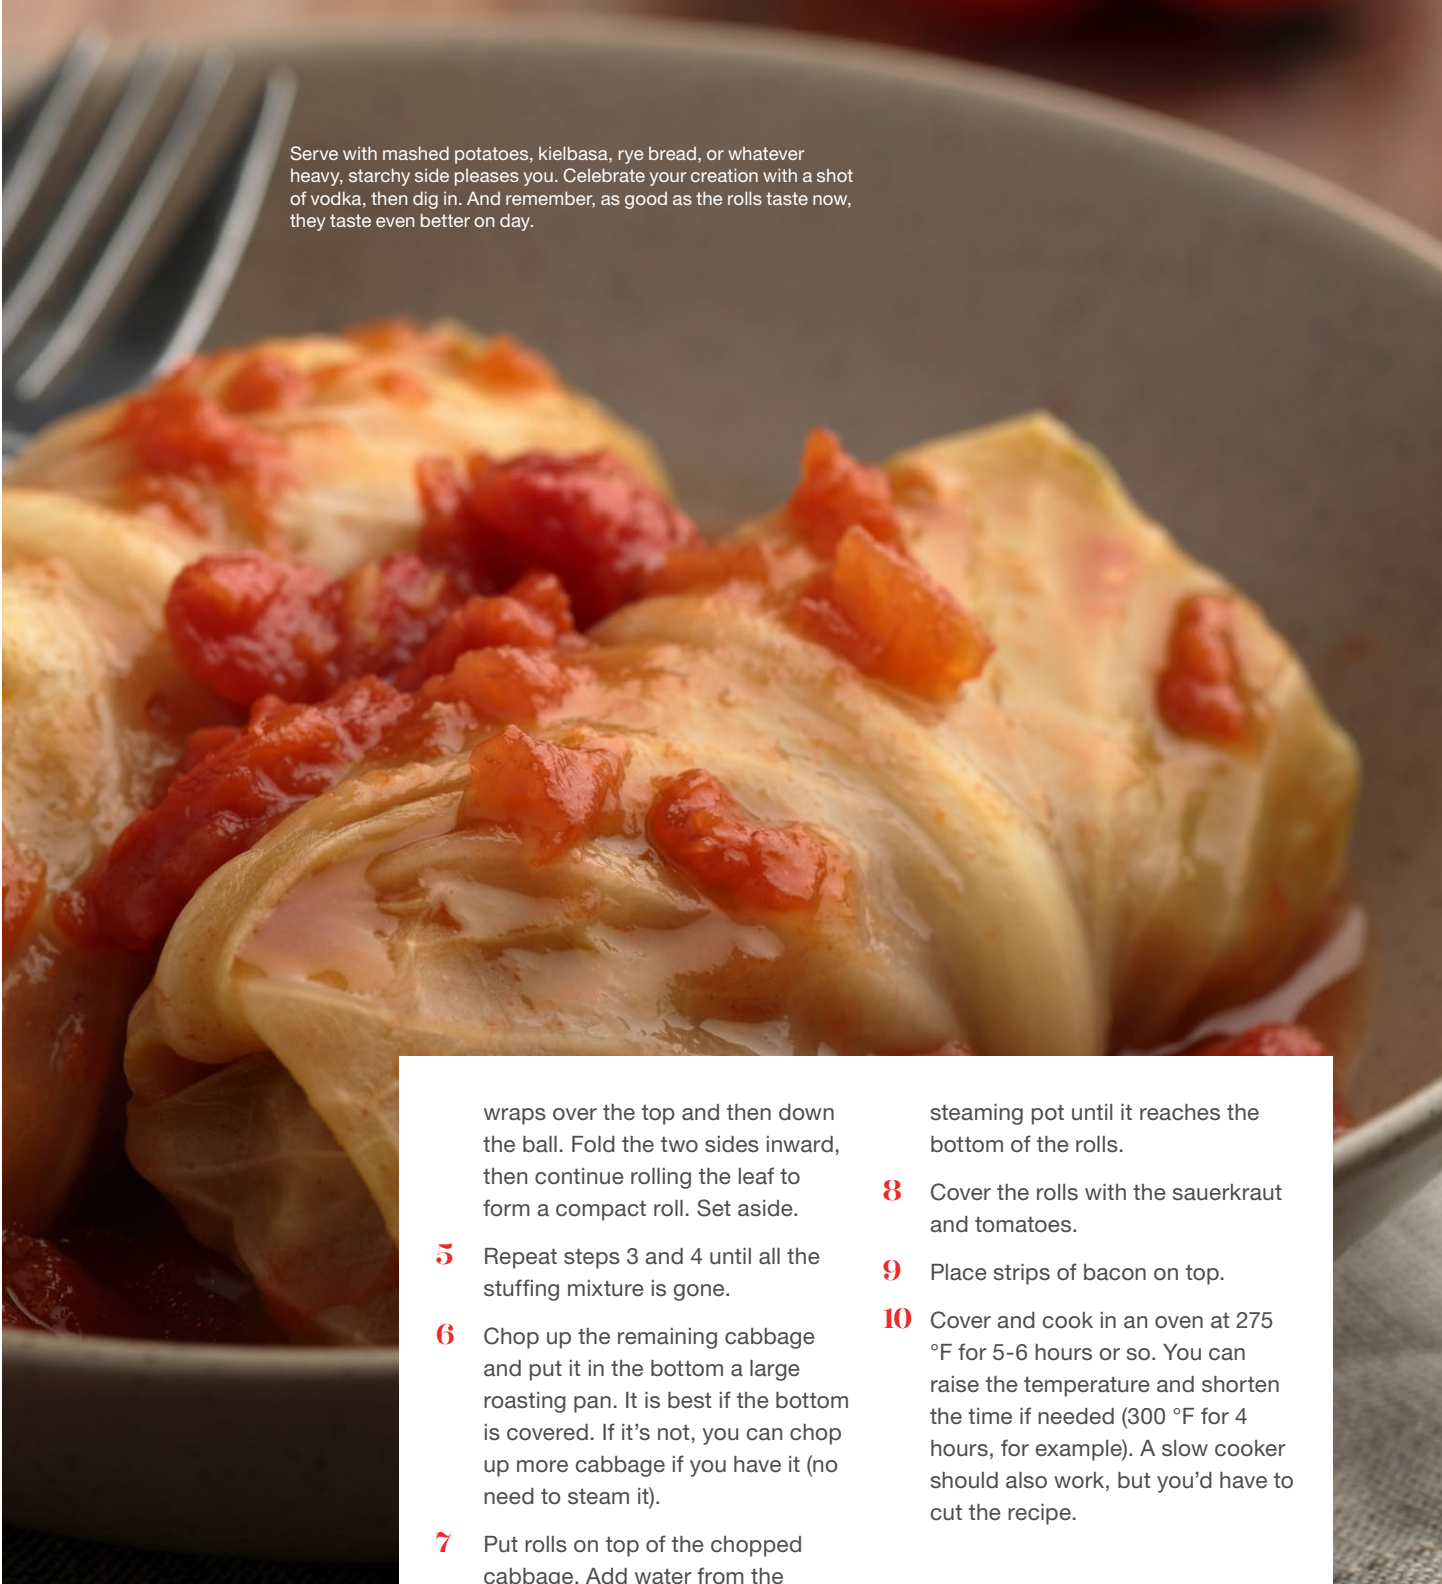 Serve with mashed potatoes, kielbasa, rye bread, or whatever
heavy, starchy side pleases you. Celebrate your creation with a shot
of vodka, then dig in. And remember, as good as the rolls taste now,
they taste even better on day.
wraps over the top and then down
the ball. Fold the two sides inward,
then continue rolling the leaf to
form a compact roll. Set aside.
5 Repeat steps 3 and 4 until all the
stuffing mixture is gone.
6 Chop up the remaining cabbage
and put it in the bottom a large
roasting pan. It is best if the bottom
is covered. If it’s not, you can chop
up more cabbage if you have it (no
need to steam it).
7 Put rolls on top of the chopped
cabbage. Add water from the
steaming pot until it reaches the
bottom of the rolls.
8 Cover the rolls with the sauerkraut
and tomatoes.
9 Place strips of bacon on top.
10 Cover and cook in an oven at 275
°F for 5-6 hours or so. You can
raise the temperature and shorten
the time if needed (300 °F for 4
hours, for example). A slow cooker
should also work, but you’d have to
cut the recipe.